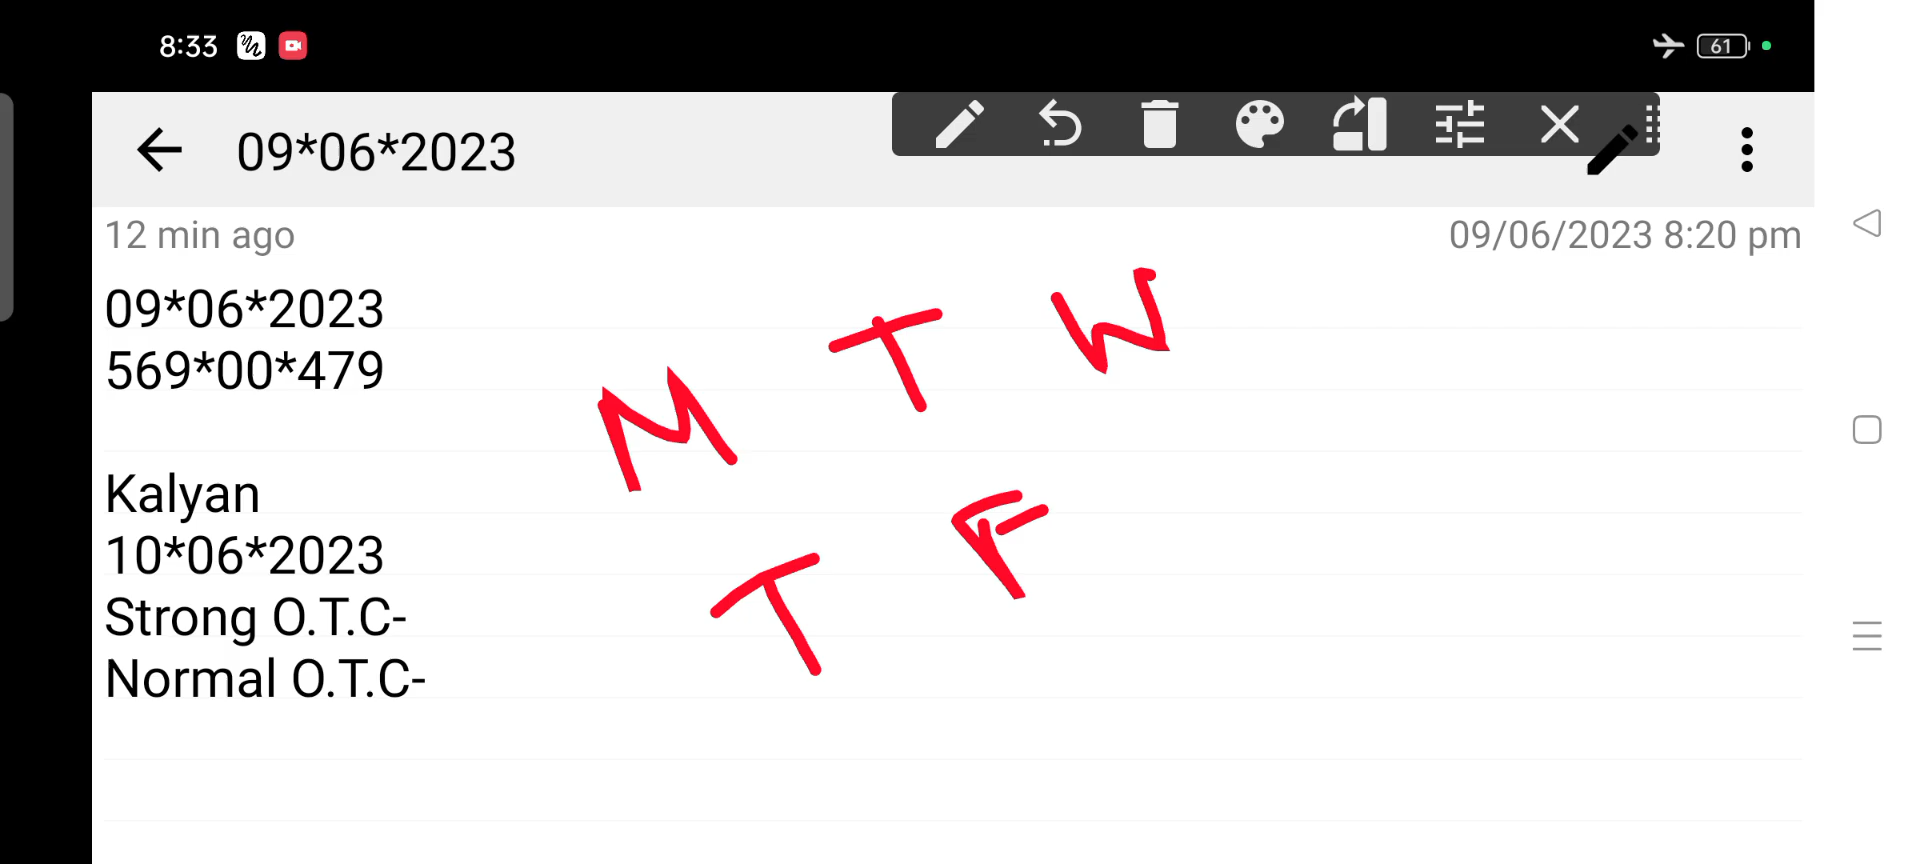 8:33
61
09*06*2023
12 min ago
09/06/2023 8:20 pm
09*06*2023
569*00*479
Kalyan
10*06*2023
Strong O.T.C-
Normal O.T.C-
M T W
T F